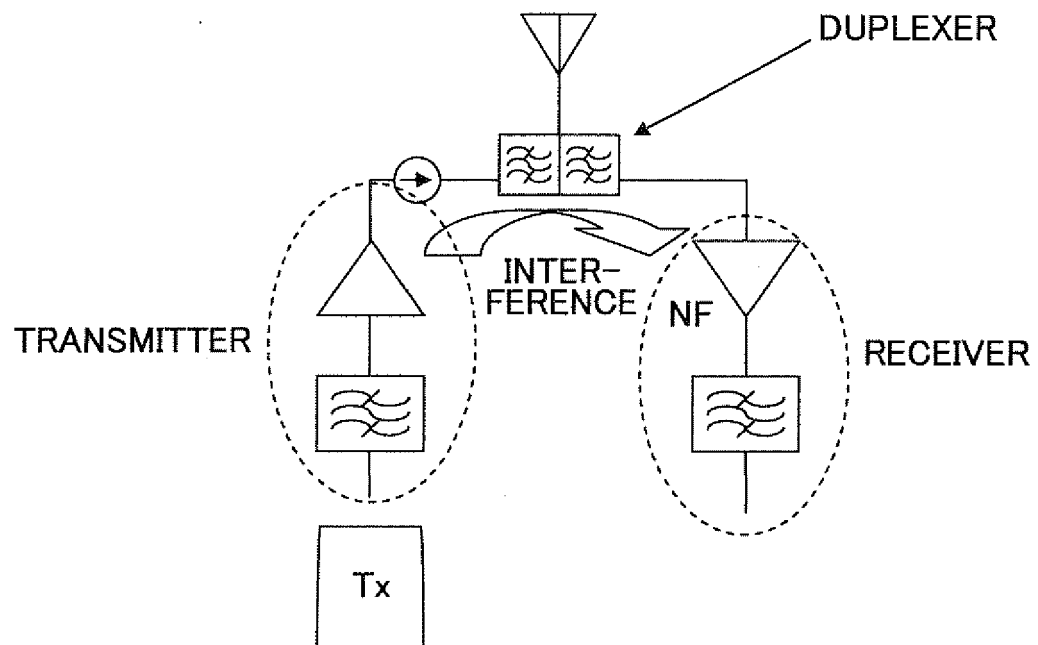 DUPLEXER
INTER-
FERENCE
NF
TRANSMITTER
RECEIVER
Tx